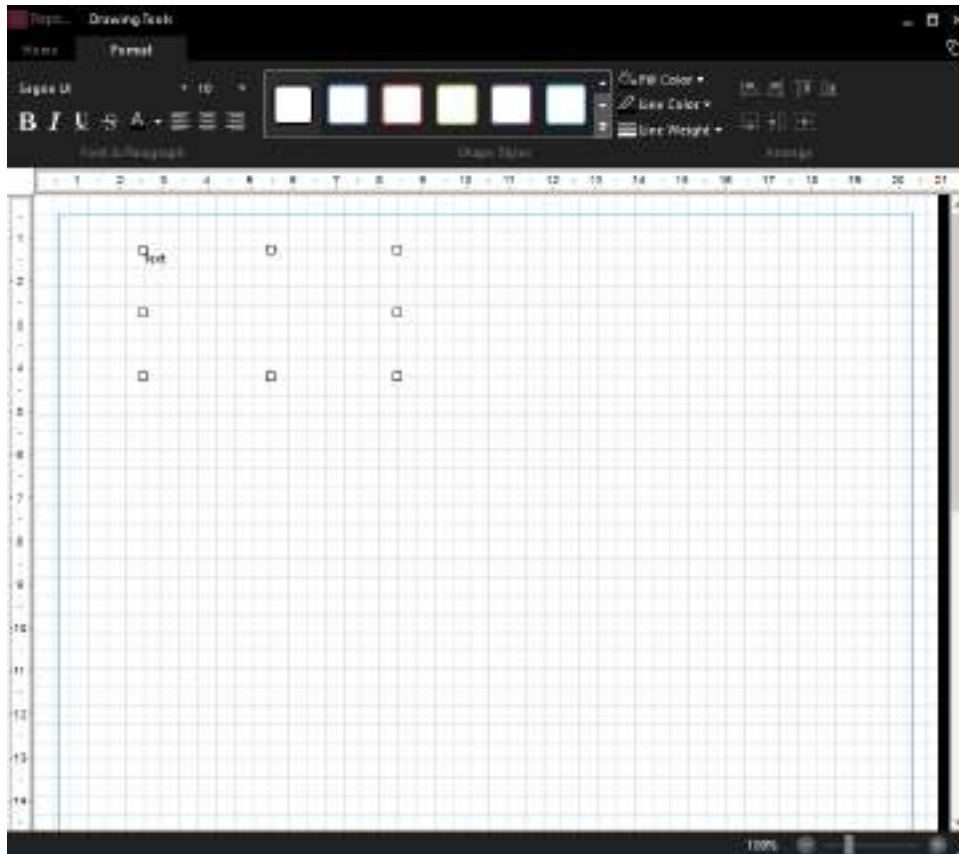 Drawing Tools
Home Format
Segoe UI 10
B I U S A
Fill Color
Line Color
Line Weight
Font & Paragraph Shape Styles Arrange
1 2 3 4 5 6 7 8 9 10 11 12 13 14 15 16 17 18 19 20 21
Text
1
2
3
4
5
6
7
8
9
10
11
12
13
14
100%